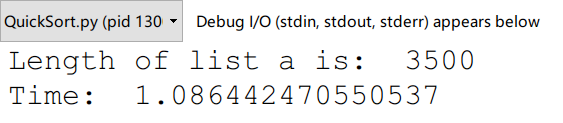 QuickSort.py (pid 130 Debug I/O (stdin, stdout, stderr) appears below
Length of list a is:  3500
Time:  1.086442470550537